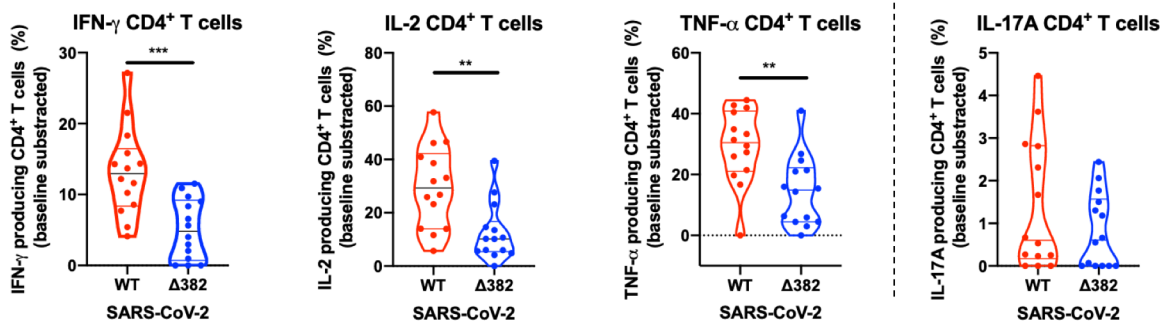 IFN-γ CD4⁺ T cells
IFN-γ producing CD4⁺ T cells (%)
(baseline substracted)
30
20
10
0
***
WT
Δ382
SARS-CoV-2
IL-2 CD4⁺ T cells
IL-2 producing CD4⁺ T cells (%)
(baseline substracted)
80
60
40
20
0
**
WT
Δ382
SARS-CoV-2
TNF-α CD4⁺ T cells
TNF-α producing CD4⁺ T cells (%)
(baseline substracted)
60
40
20
0
**
WT
Δ382
SARS-CoV-2
IL-17A CD4⁺ T cells
IL-17A producing CD4⁺ T cells (%)
(baseline substracted)
5
4
3
2
1
0
WT
Δ382
SARS-CoV-2